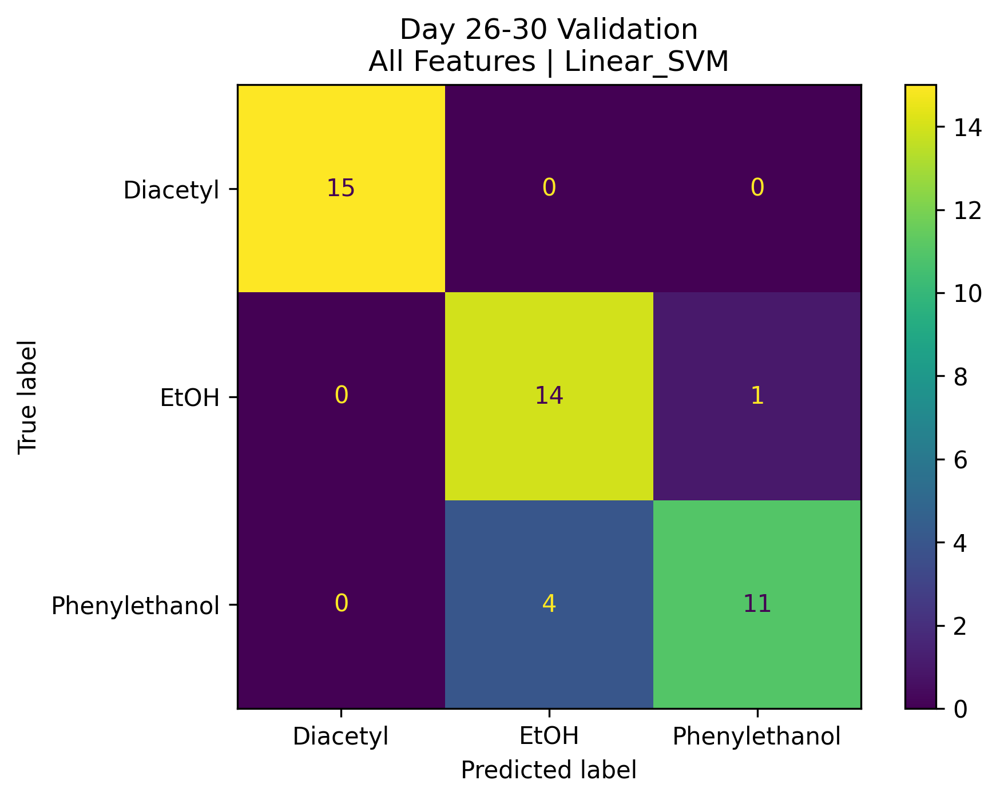 Day 26-30 Validation
All Features | Linear_SVM
True label
Diacetyl
15 0 0
EtOH
0 14 1
Phenylethanol
0 4 11
Diacetyl EtOH Phenylethanol
Predicted label
14
12
10
8
6
4
2
0